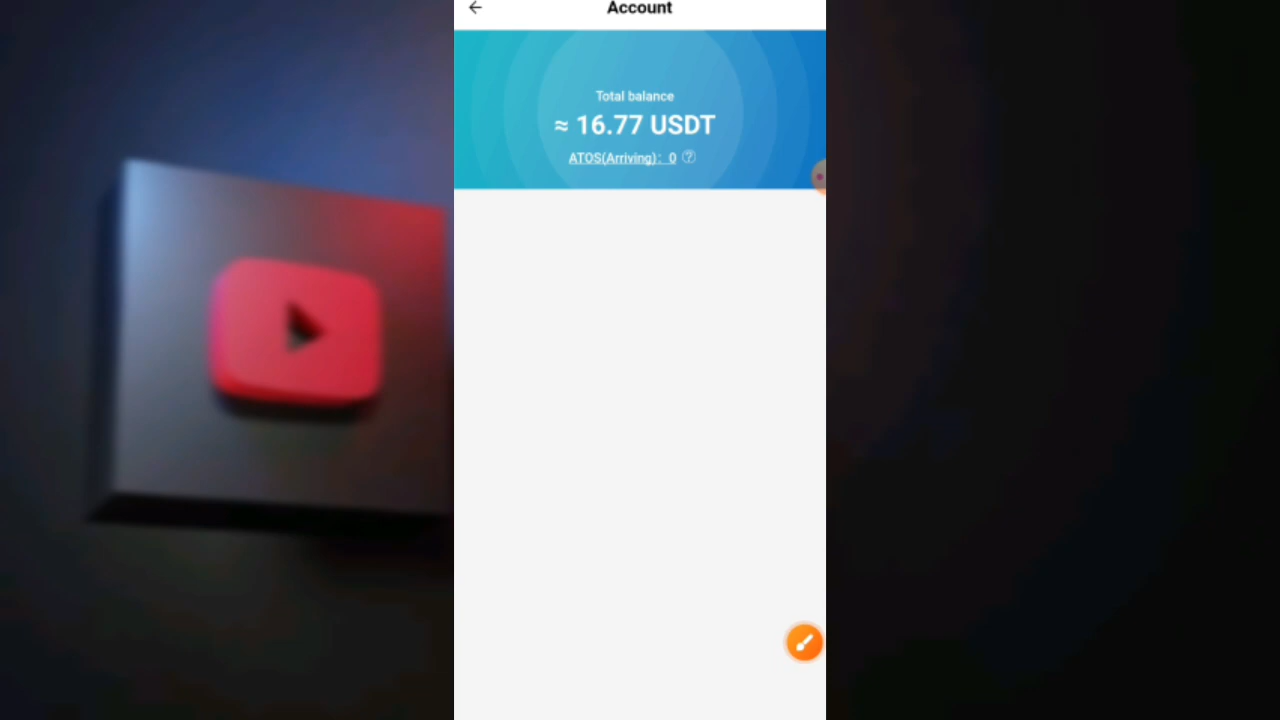 Account
Total balance
≈ 16.77 USDT
ATOS(Arriving): 0